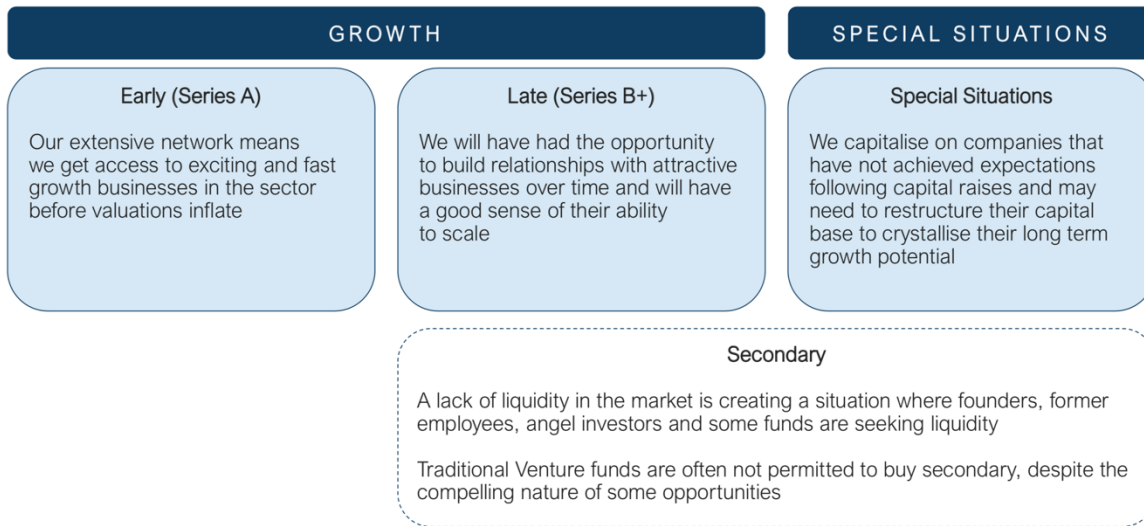 GROWTH
SPECIAL SITUATIONS
Early (Series A)
Our extensive network means
we get access to exciting and fast
growth businesses in the sector
before valuations inflate
Late (Series B+)
We will have had the opportunity
to build relationships with attractive
businesses over time and will have
a good sense of their ability
to scale
Special Situations
We capitalise on companies that
have not achieved expectations
following capital raises and may
need to restructure their capital
base to crystallise their long term
growth potential
Secondary
A lack of liquidity in the market is creating a situation where founders, former
employees, angel investors and some funds are seeking liquidity
Traditional Venture funds are often not permitted to buy secondary, despite the
compelling nature of some opportunities